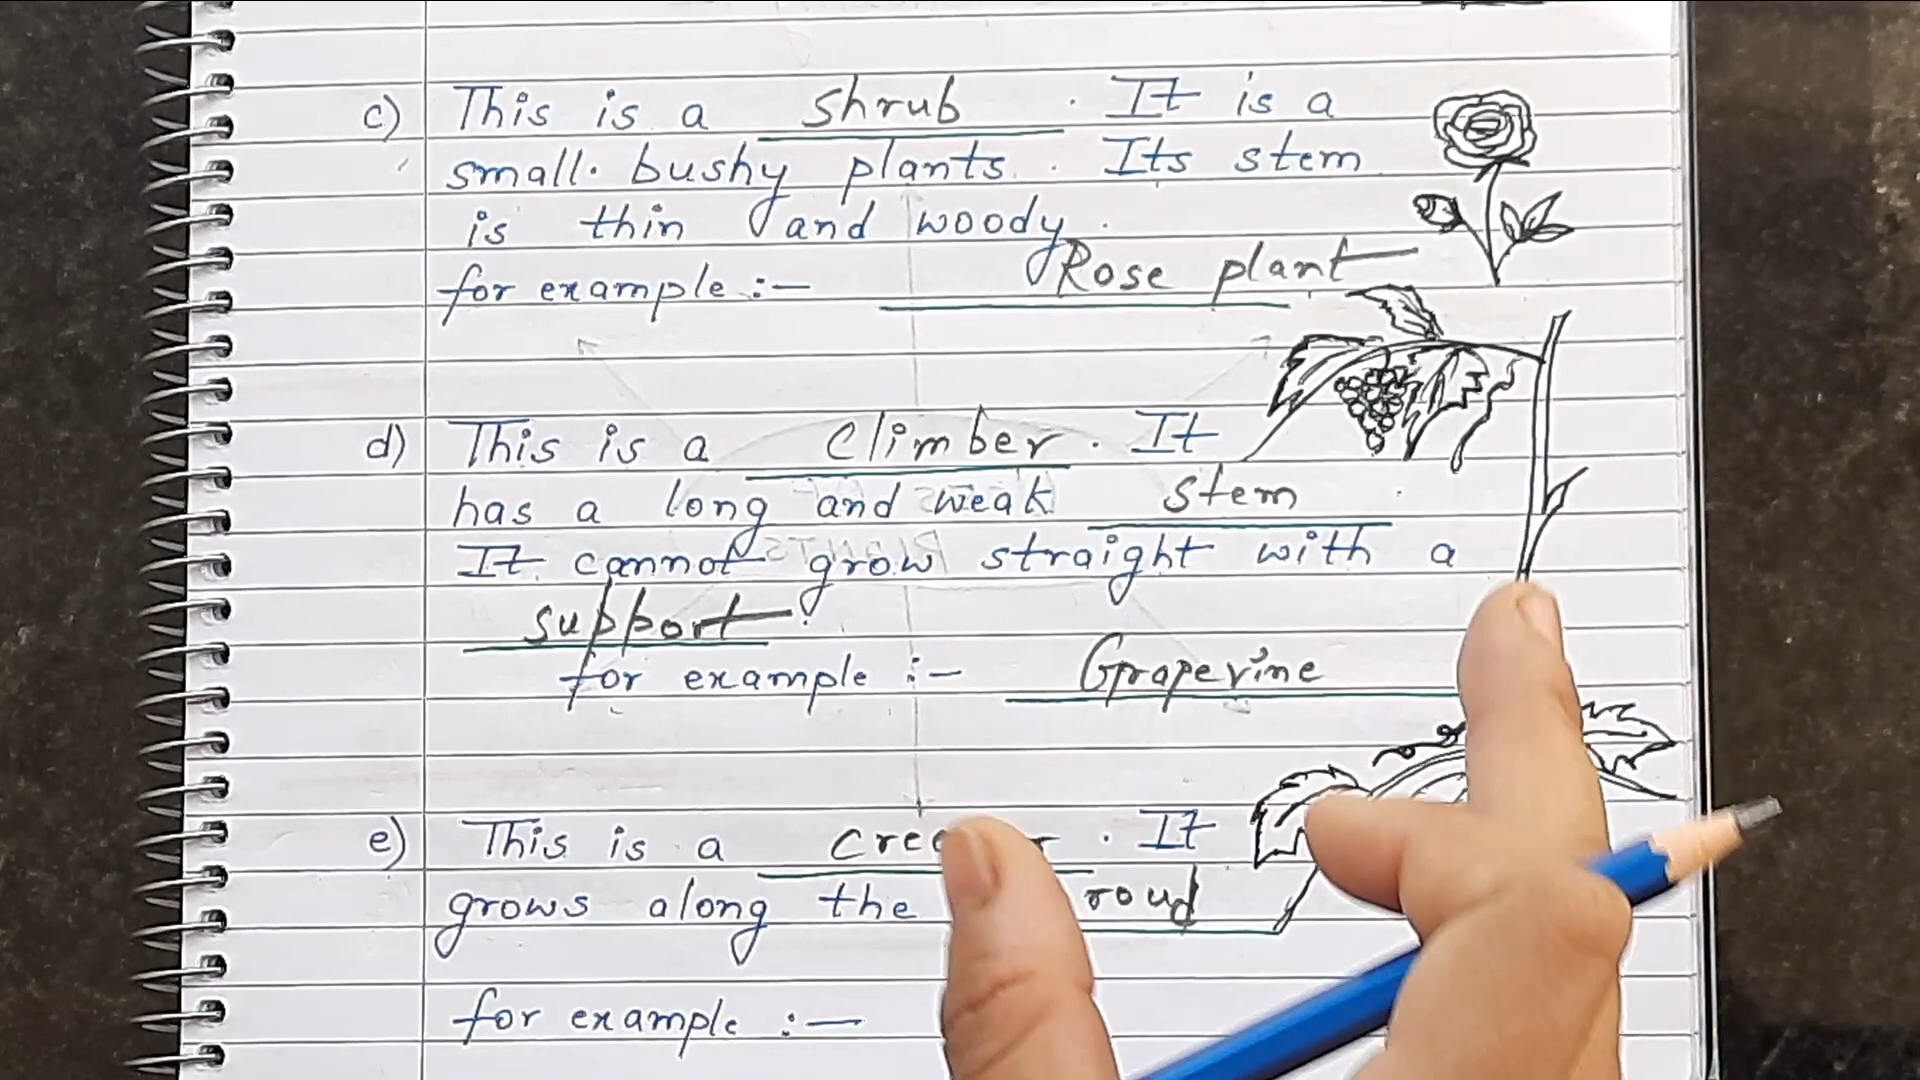 c) This is a shrub . It is a
small. bushy plants. Its stem
is thin and woody.
for example :- Rose plant
d) This is a Climber . It
has a long and weak stem .
It cannot grow straight with a
support .
for example :- Grapevine
e) This is a . It
grows along the
for example :-